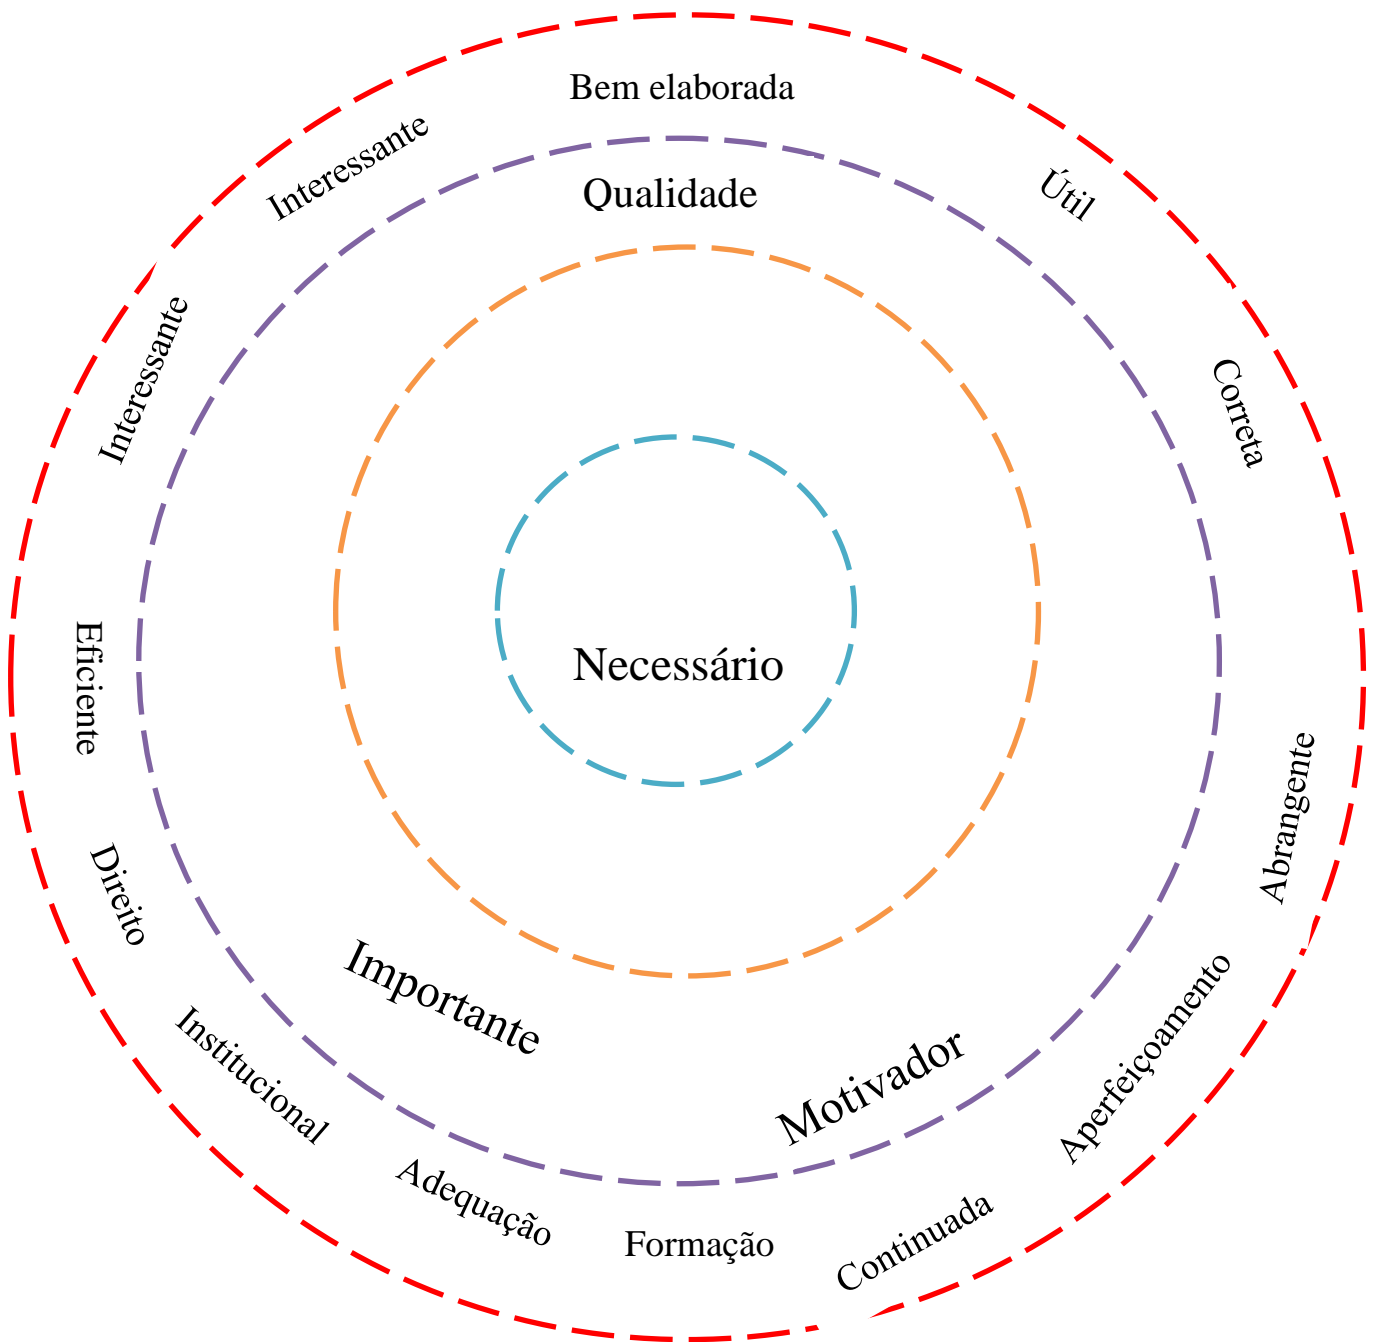 Bem elaborada
Interessante
Útil
Qualidade
Interessante
Correta
Necessário
Eficiente
Abrangente
Direito
Importante
Aperfeiçoamento
Institucional
Motivador
Adequação
Formação
Continuada